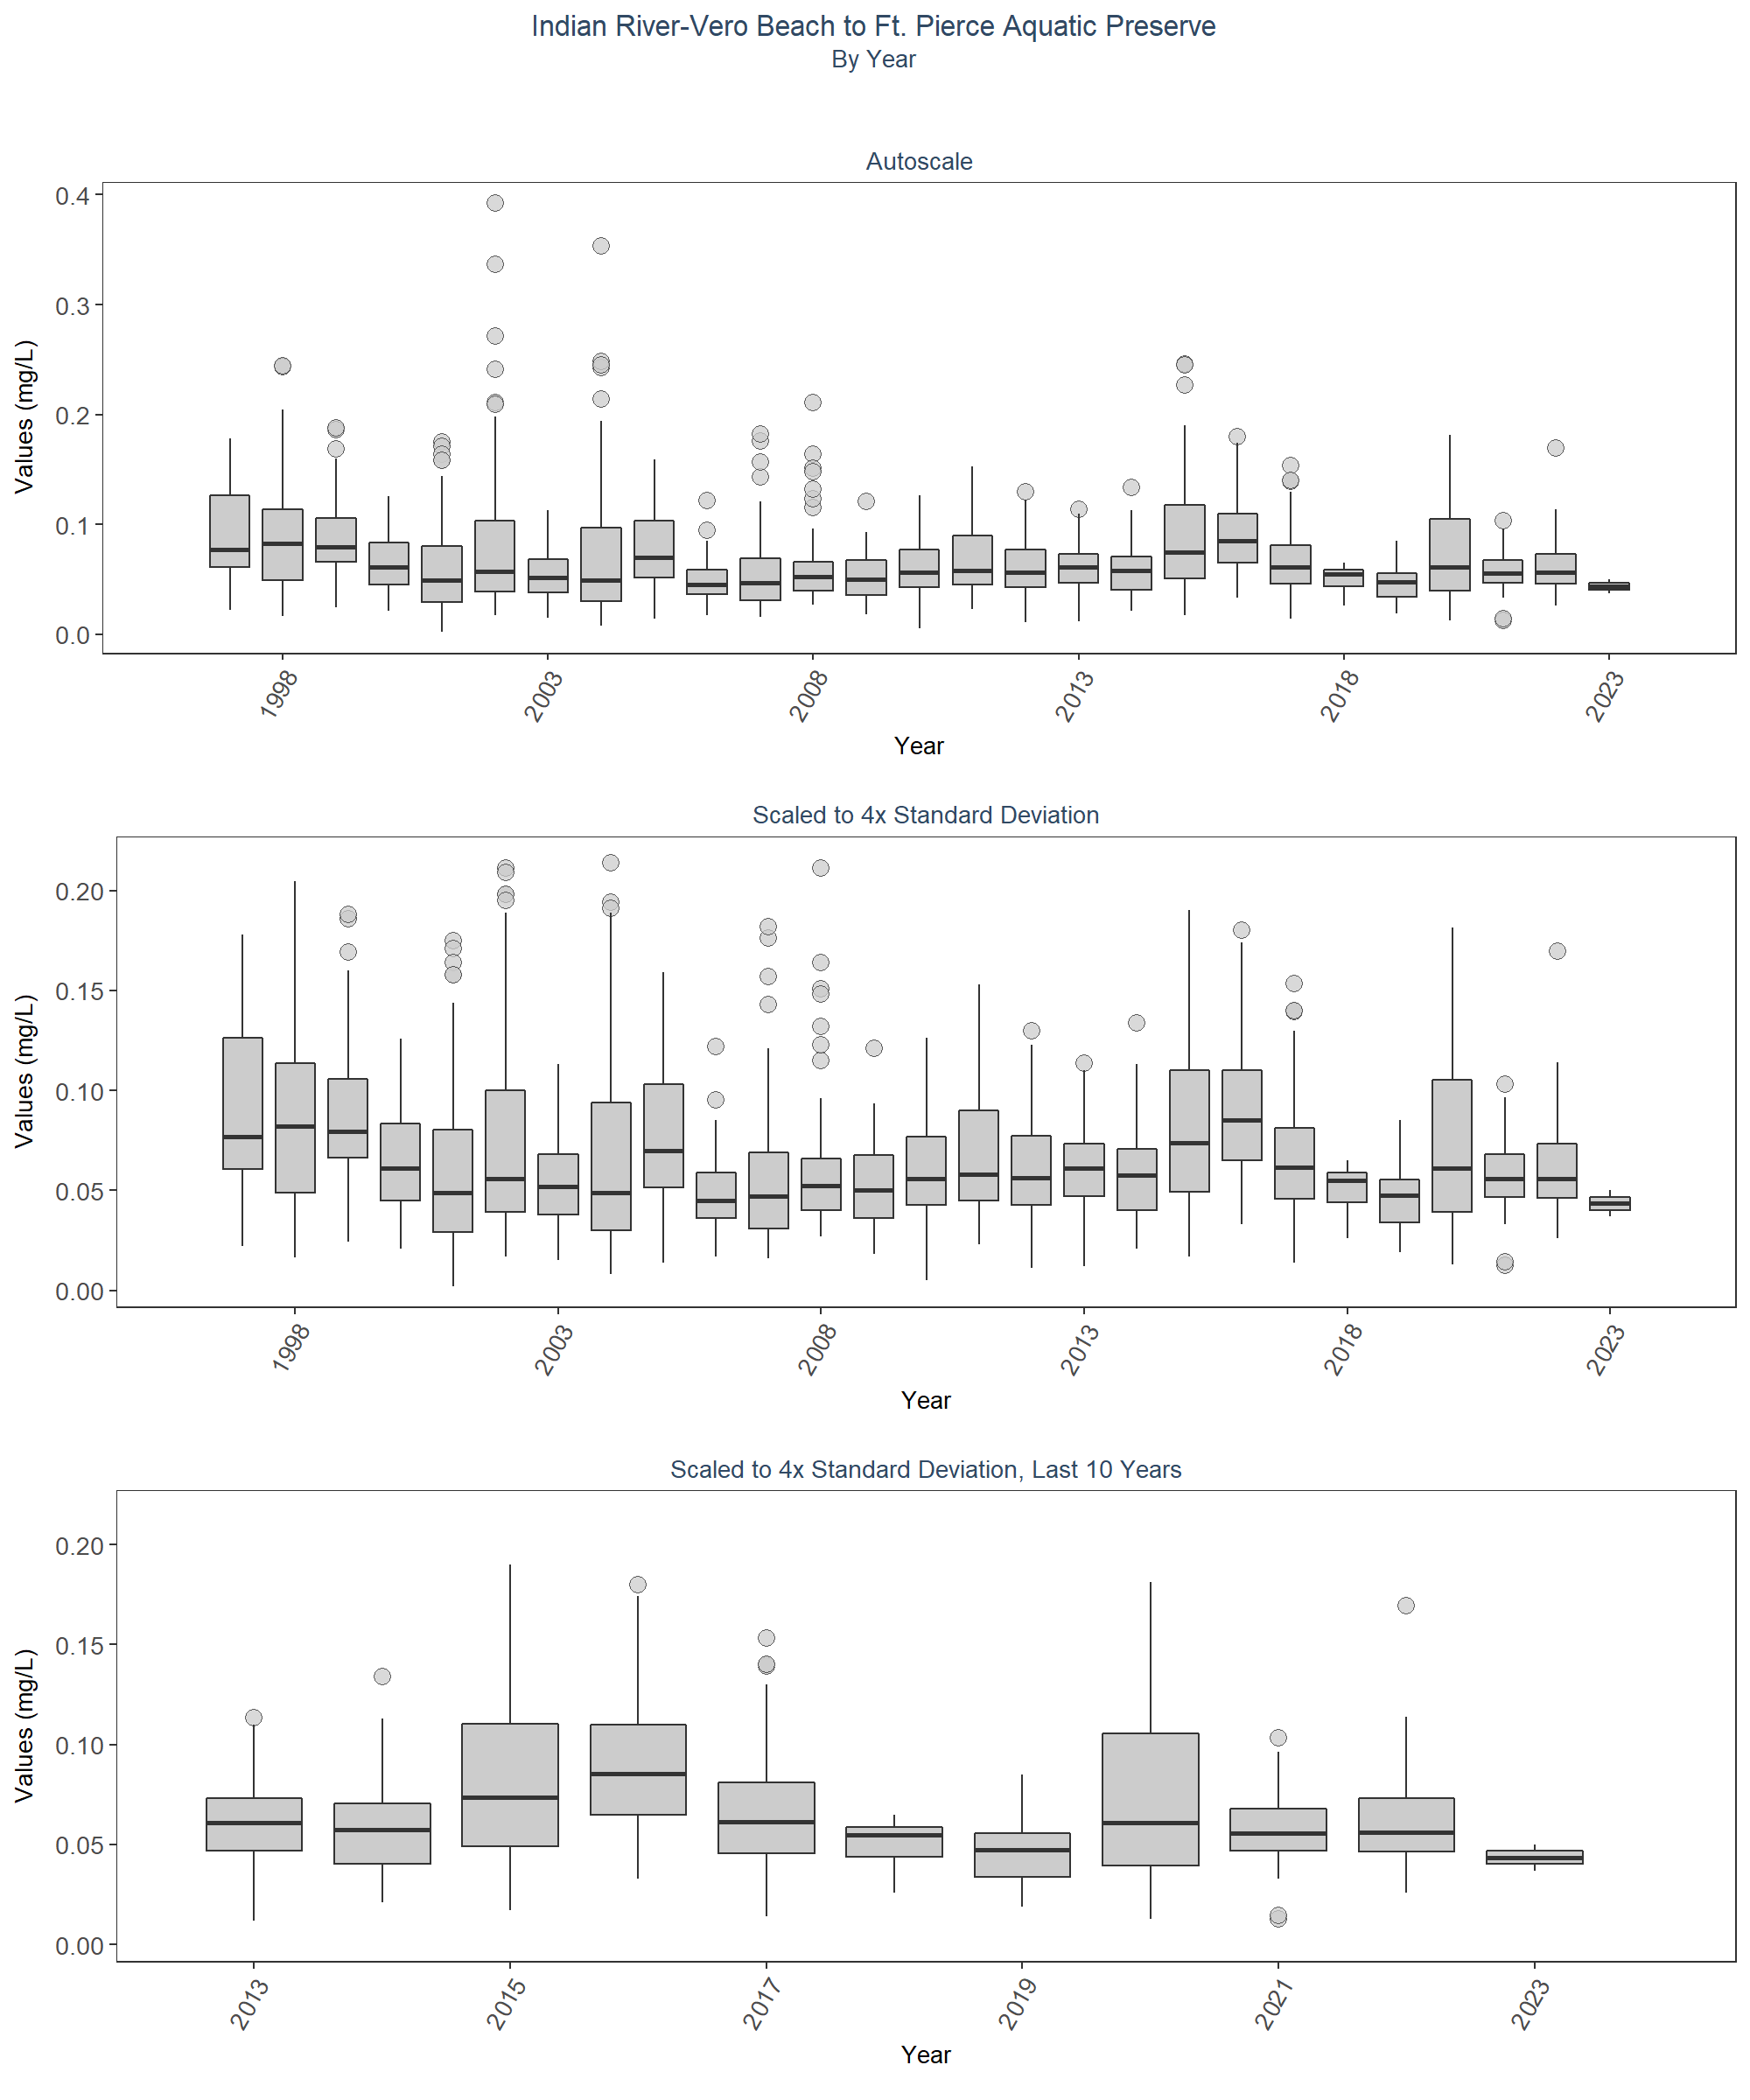 Indian River-Vero Beach to Ft. Pierce Aquatic Preserve
By Year
Autoscale
Values (mg/L)
0.4
0.3
0.2
0.1
0.0
1998 2003 2008 2013 2018 2023
Year
Scaled to 4x Standard Deviation
Values (mg/L)
0.20
0.15
0.10
0.05
0.00
1998 2003 2008 2013 2018 2023
Year
Scaled to 4x Standard Deviation, Last 10 Years
Values (mg/L)
0.20
0.15
0.10
0.05
0.00
2013 2015 2017 2019 2021 2023
Year